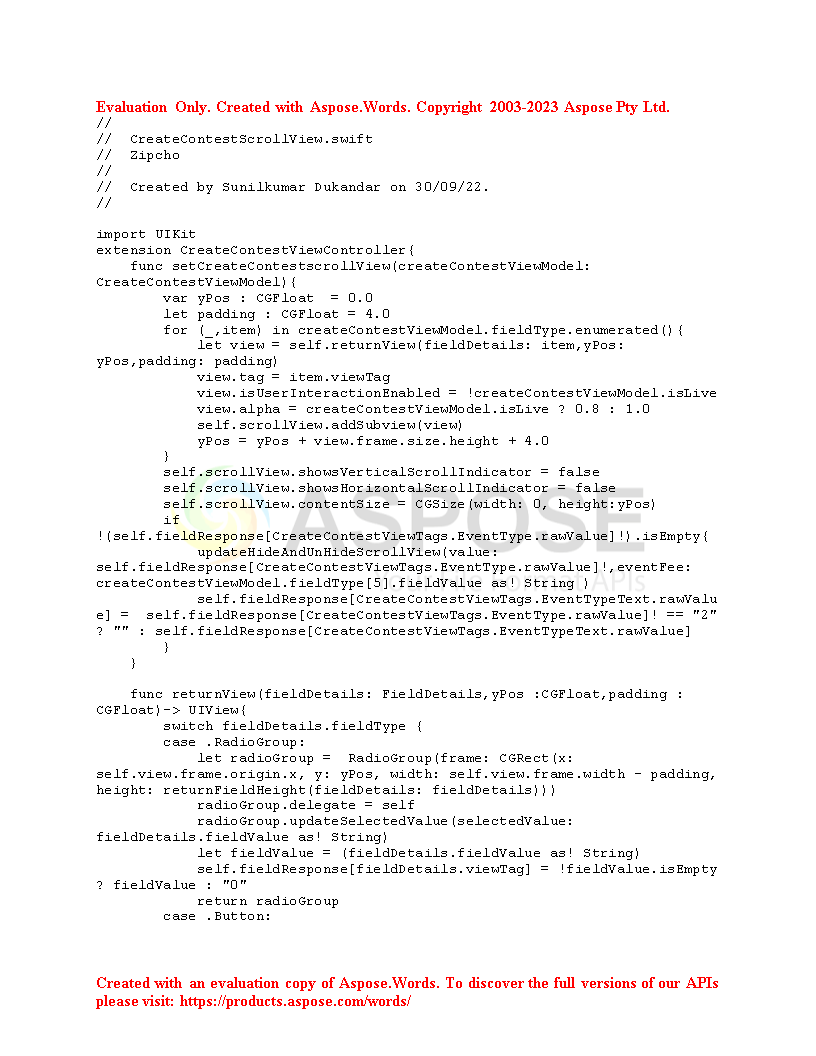 Evaluation Only. Created with Aspose.Words. Copyright 2003-2023 Aspose Pty Ltd.
//
//  CreateContestScrollView.swift
//  Zipcho
//
//  Created by Sunilkumar Dukandar on 30/09/22.
//
import UIKit
extension CreateContestViewController{
    func setCreateContestscrollView(createContestViewModel:
CreateContestViewModel){
        var yPos : CGFloat  = 0.0
        let padding : CGFloat = 4.0
        for (_,item) in createContestViewModel.fieldType.enumerated(){
            let view = self.returnView(fieldDetails: item,yPos:
yPos,padding: padding)
            view.tag = item.viewTag
            view.isUserInteractionEnabled = !createContestViewModel.isLive
            view.alpha = createContestViewModel.isLive ? 0.8 : 1.0
            self.scrollView.addSubview(view)
            yPos = yPos + view.frame.size.height + 4.0
        }
        self.scrollView.showsVerticalScrollIndicator = false
        self.scrollView.showsHorizontalScrollIndicator = false
        self.scrollView.contentSize = CGSize(width: 0, height:yPos)
        if
!(self.fieldResponse[CreateContestViewTags.EventType.rawValue]!).isEmpty{
            updateHideAndUnHideScrollView(value:
self.fieldResponse[CreateContestViewTags.EventType.rawValue]!,eventFee:
createContestViewModel.fieldType[5].fieldValue as! String )
            self.fieldResponse[CreateContestViewTags.EventTypeText.rawValu
e] =  self.fieldResponse[CreateContestViewTags.EventType.rawValue]! == "2"
? "" : self.fieldResponse[CreateContestViewTags.EventTypeText.rawValue]
        }
    }
    func returnView(fieldDetails: FieldDetails,yPos :CGFloat,padding :
CGFloat)-> UIView{
        switch fieldDetails.fieldType {
        case .RadioGroup:
            let radioGroup =  RadioGroup(frame: CGRect(x:
self.view.frame.origin.x, y: yPos, width: self.view.frame.width - padding,
height: returnFieldHeight(fieldDetails: fieldDetails)))
            radioGroup.delegate = self
            radioGroup.updateSelectedValue(selectedValue:
fieldDetails.fieldValue as! String)
            let fieldValue = (fieldDetails.fieldValue as! String)
            self.fieldResponse[fieldDetails.viewTag] = !fieldValue.isEmpty
? fieldValue : "0"
            return radioGroup
        case .Button:
ASPOSE
APIs
Created with an evaluation copy of Aspose.Words. To discover the full versions of our APIs
please visit: https://products.aspose.com/words/